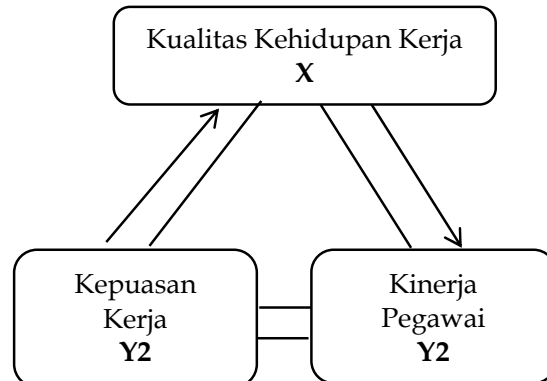 Kualitas Kehidupan Kerja
X
Kepuasan
Kerja
Y2
Kinerja
Pegawai
Y2